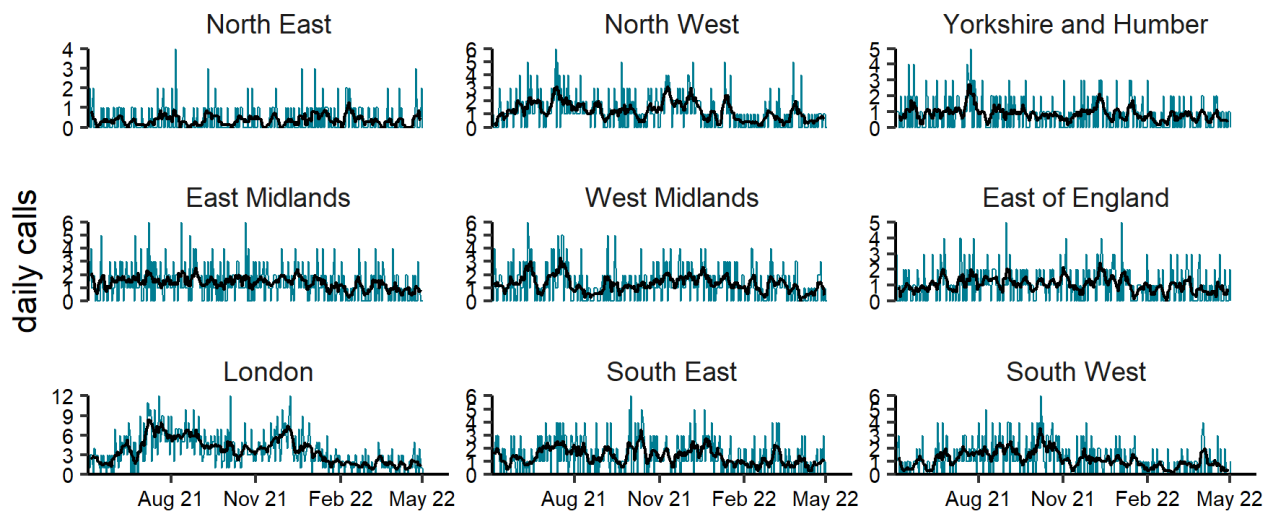 North East North West Yorkshire and Humber
4 6 5
3 5 4
2 4 3
1 3 2
0 2 1
1 0
0
East Midlands West Midlands East of England
6 6 5
5 5 4
4 4 3
3 3 2
2 2 1
1 1 0
0 0
daily calls
London South East South West
12 6 6
9 5 5
6 4 4
3 3 3
0 2 2
1 1
0 0
Aug 21 Nov 21 Feb 22 May 22 Aug 21 Nov 21 Feb 22 May 22 Aug 21 Nov 21 Feb 22 May 22